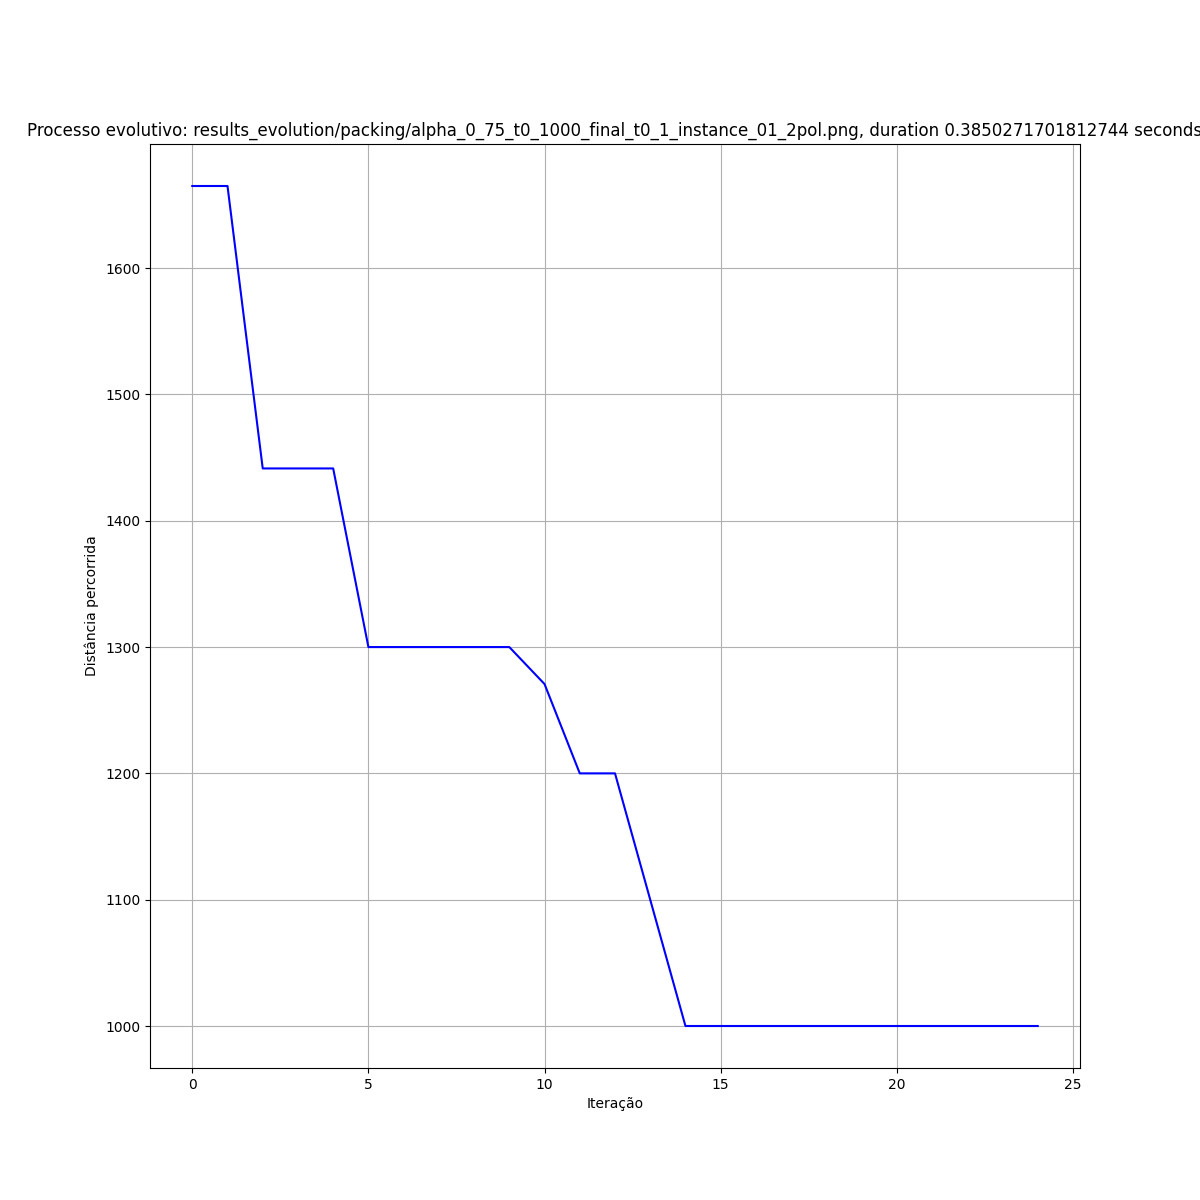 Processo evolutivo: results_evolution/packing/alpha_0_75_t0_1000_final_t0_1_instance_01_2pol.png, duration 0.3850271701812744 seconds
1600
1500
1400
1300
1200
1100
1000
Distância percorrida
0 5 10 15 20 25
Iteração